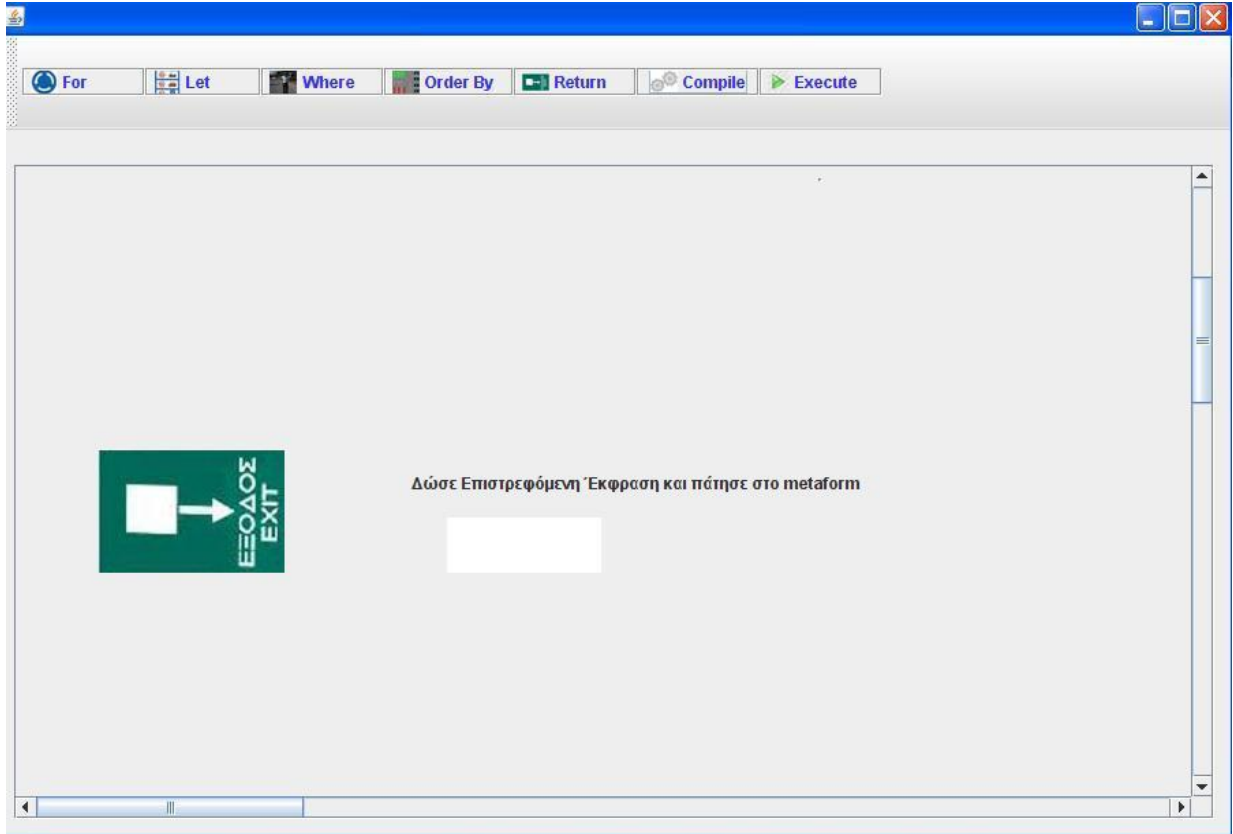 For Let Where Order By Return Compile Execute
Δώσε Επιστρεφόμενη Έκφραση και πάτησε στο metaform
ΕΞΟΔΟΣ
EXIT